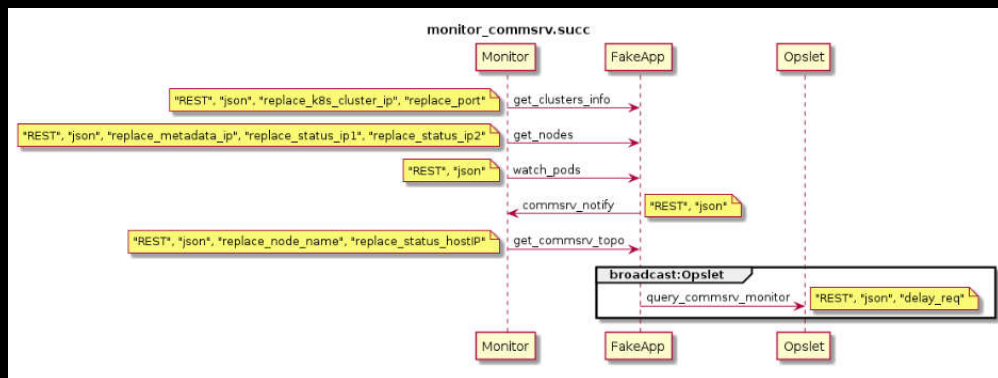 monitor_commsrv.succ
Monitor FakeApp Opslet
"REST", "json", "replace_k8s_cluster_ip", "replace_port" get_clusters_info
"REST", "json", "replace_metadata_ip", "replace_status_ip1", "replace_status_ip2" get_nodes
"REST", "json" watch_pods
commsrv_notify "REST", "json"
"REST", "json", "replace_node_name", "replace_status_hostIP" get_commsrv_topo
broadcast:Opslet
query_commsrv_monitor "REST", "json", "delay_req"
Monitor FakeApp Opslet